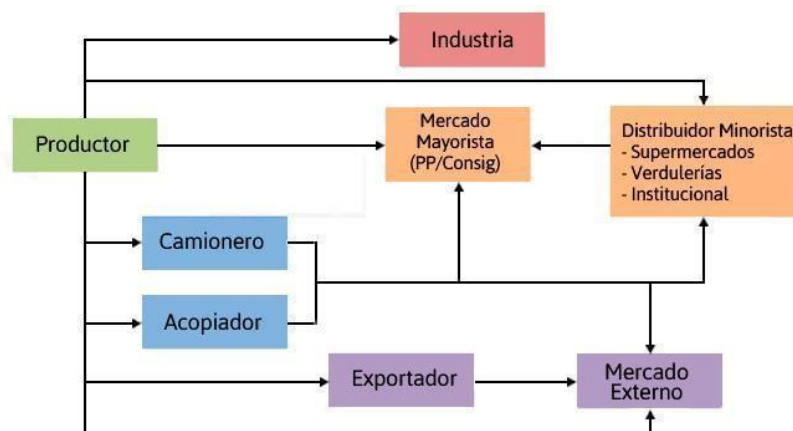 Industria
Productor
Mercado
Mayorista
(PP/Consig)
Distribuidor Minorista
- Supermercados
- Verdulerías
- Institucional
Camionero
Acopiador
Exportador
Mercado
Externo